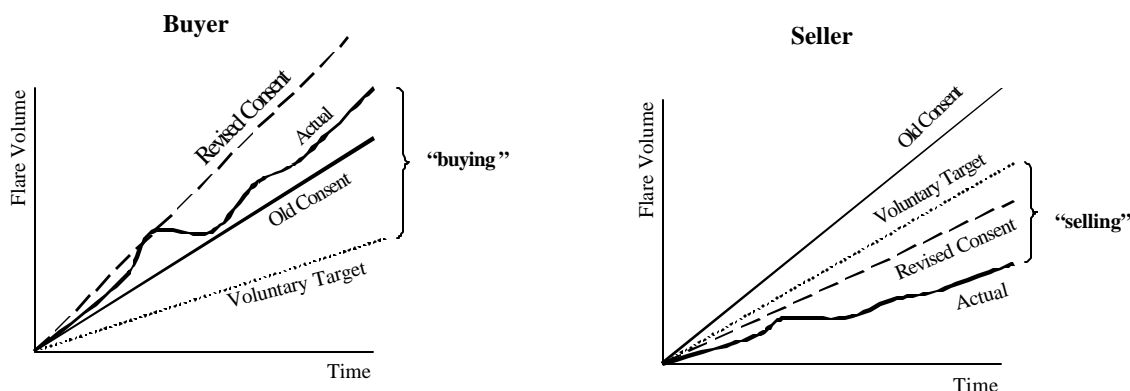 Buyer
Flare Volume
Revised Consent
Actual
Old Consent
Voluntary Target
“buying”
Time
Seller
Flare Volume
Old Consent
Voluntary Target
Revised Consent
Actual
“selling”
Time